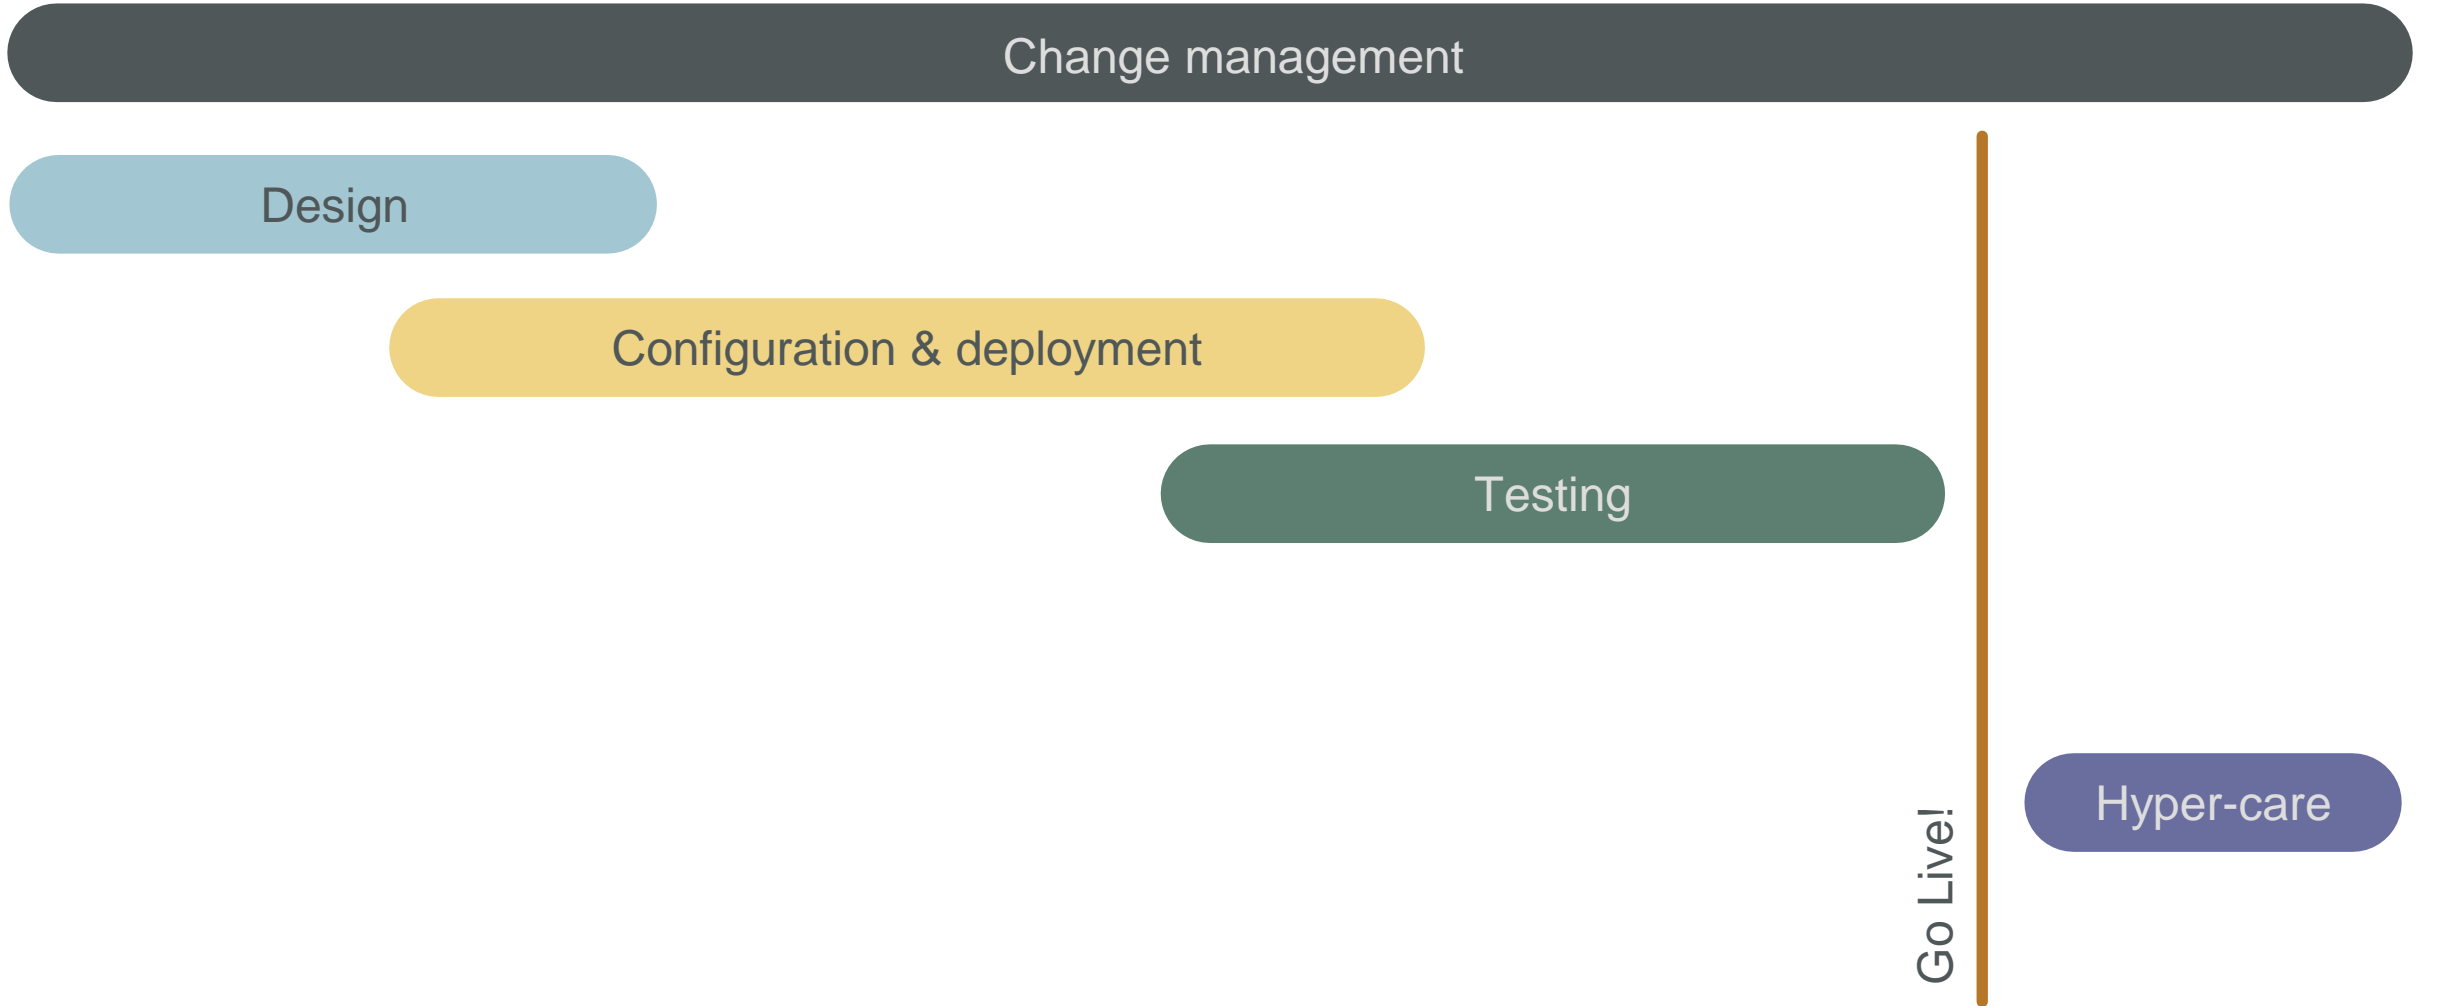 Change management
Design
Configuration & deployment
Testing
Hyper-care
Go Live!